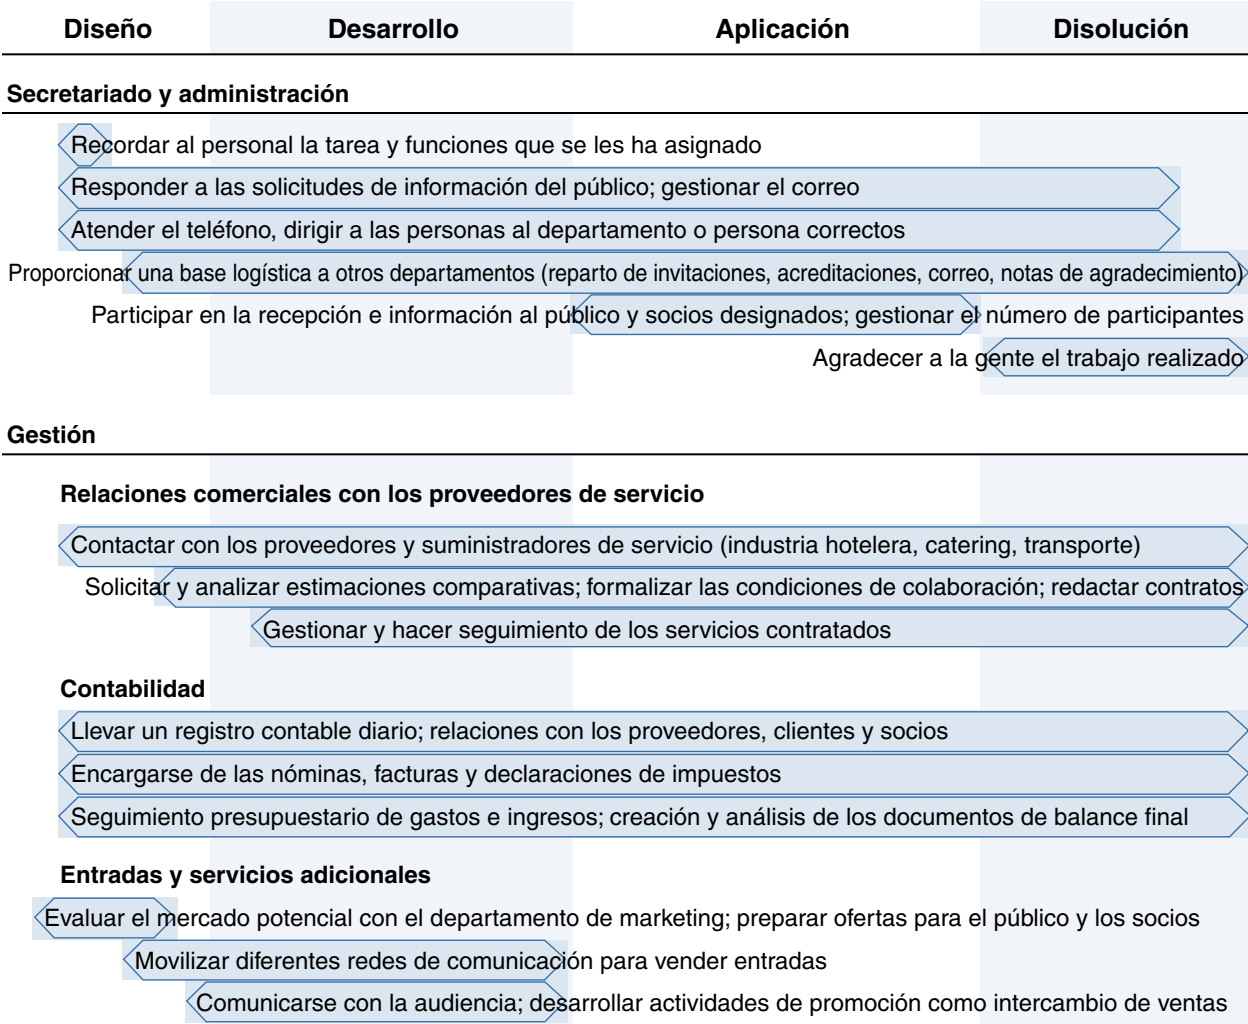 Diseño Desarrollo Aplicación Disolución
Secretariado y administración
Recordar al personal la tarea y funciones que se les ha asignado
Responder a las solicitudes de información del público; gestionar el correo
Atender el teléfono, dirigir a las personas al departamento o persona correctos
Proporcionar una base logística a otros departamentos (reparto de invitaciones, acreditaciones, correo, notas de agradecimiento)
Participar en la recepción e información al público y socios designados; gestionar el número de participantes
Agradecer a la gente el trabajo realizado
Gestión
Relaciones comerciales con los proveedores de servicio
Contactar con los proveedores y suministradores de servicio (industria hotelera, catering, transporte)
Solicitar y analizar estimaciones comparativas; formalizar las condiciones de colaboración; redactar contratos
Gestionar y hacer seguimiento de los servicios contratados
Contabilidad
Llevar un registro contable diario; relaciones con los proveedores, clientes y socios
Encargarse de las nóminas, facturas y declaraciones de impuestos
Seguimiento presupuestario de gastos e ingresos; creación y análisis de los documentos de balance final
Entradas y servicios adicionales
Evaluar el mercado potencial con el departamento de marketing; preparar ofertas para el público y los socios
Movilizar diferentes redes de comunicación para vender entradas
Comunicarse con la audiencia; desarrollar actividades de promoción como intercambio de ventas